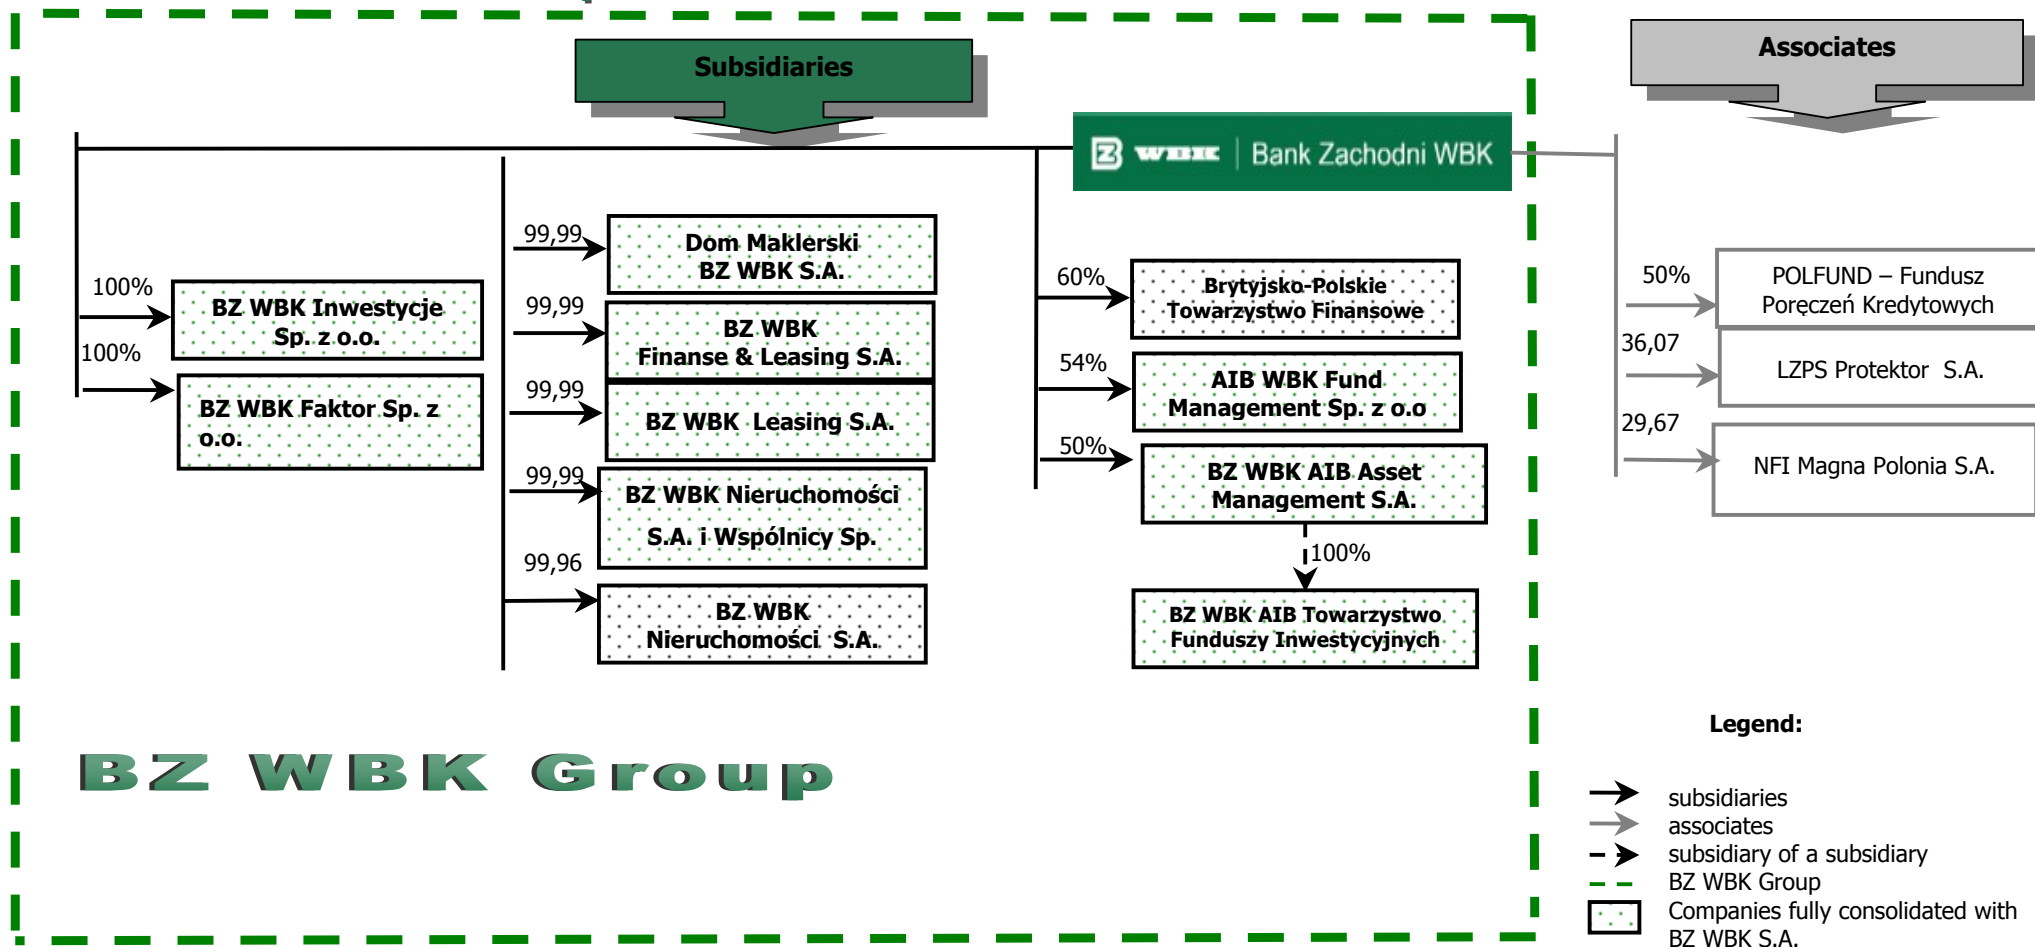 Subsidiaries
Associates
WBK | Bank Zachodni WBK
100%
BZ WBK Inwestycje
Sp. z o.o.
100%
BZ WBK Faktor Sp. z
o.o.
99,99
Dom Maklerski
BZ WBK S.A.
99,99
BZ WBK
Finanse & Leasing S.A.
99,99
BZ WBK Leasing S.A.
99,99
BZ WBK Nieruchomości
S.A. i Wspólnicy Sp.
99,96
BZ WBK
Nieruchomości S.A.
60%
Brytyjsko-Polskie
Towarzystwo Finansowe
54%
AIB WBK Fund
Management Sp. z o.o
50%
BZ WBK AIB Asset
Management S.A.
100%
BZ WBK AIB Towarzystwo
Funduszy Inwestycyjnych
50%
POLFUND – Fundusz
Poręczeń Kredytowych
36,07
LZPS Protektor S.A.
29,67
NFI Magna Polonia S.A.
BZ WBK Group
Legend:
subsidiaries
associates
subsidiary of a subsidiary
BZ WBK Group
Companies fully consolidated with
BZ WBK S.A.